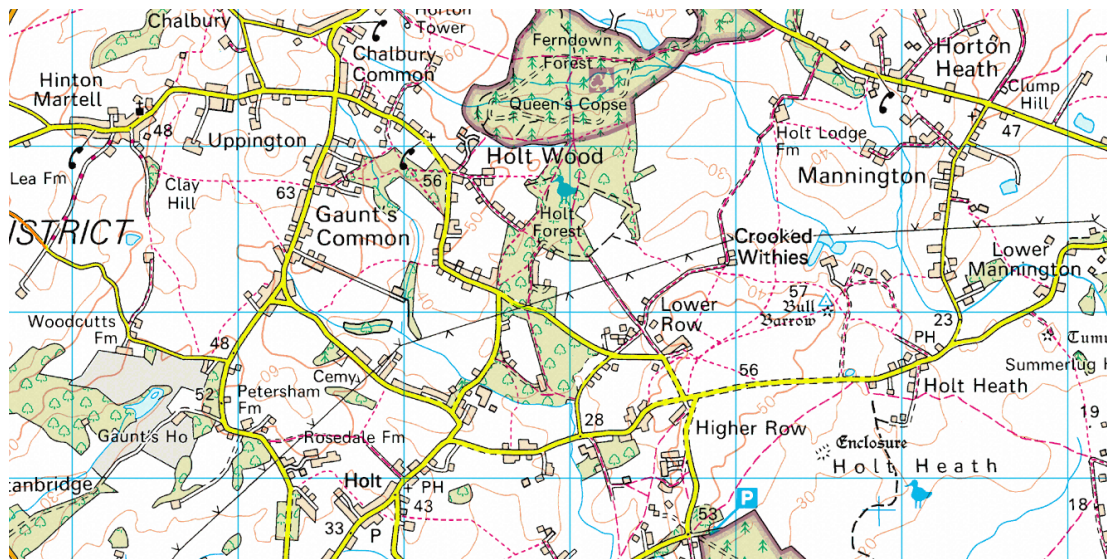 Chalbury
Horton
Tower
Chalbury
Common
Ferndown
Forest
Queen's Copse
Horton
Heath
Clump
Hill
Hinton
Martell
48
Uppington
47
Holt Lodge
Fm
Holt Wood
Mannington
Lea Fm
Clay
Hill
63
56
Gaunt's
Common
Holt
Forest
ISTRICT
Crooked
Withies
Lower
Mannington
57
Bull
Barrow
Lower
Row
Woodcutts
Fm
48
23
PH
Tumu
Summerlug H
Cemy
56
Holt Heath
52
Petersham
Fm
19
28
Higher Row
Gaunt's Ho
Rosedale Fm
Enclosure
Holt Heath
anbridge
Holt
PH
43
P
53
18
33
P